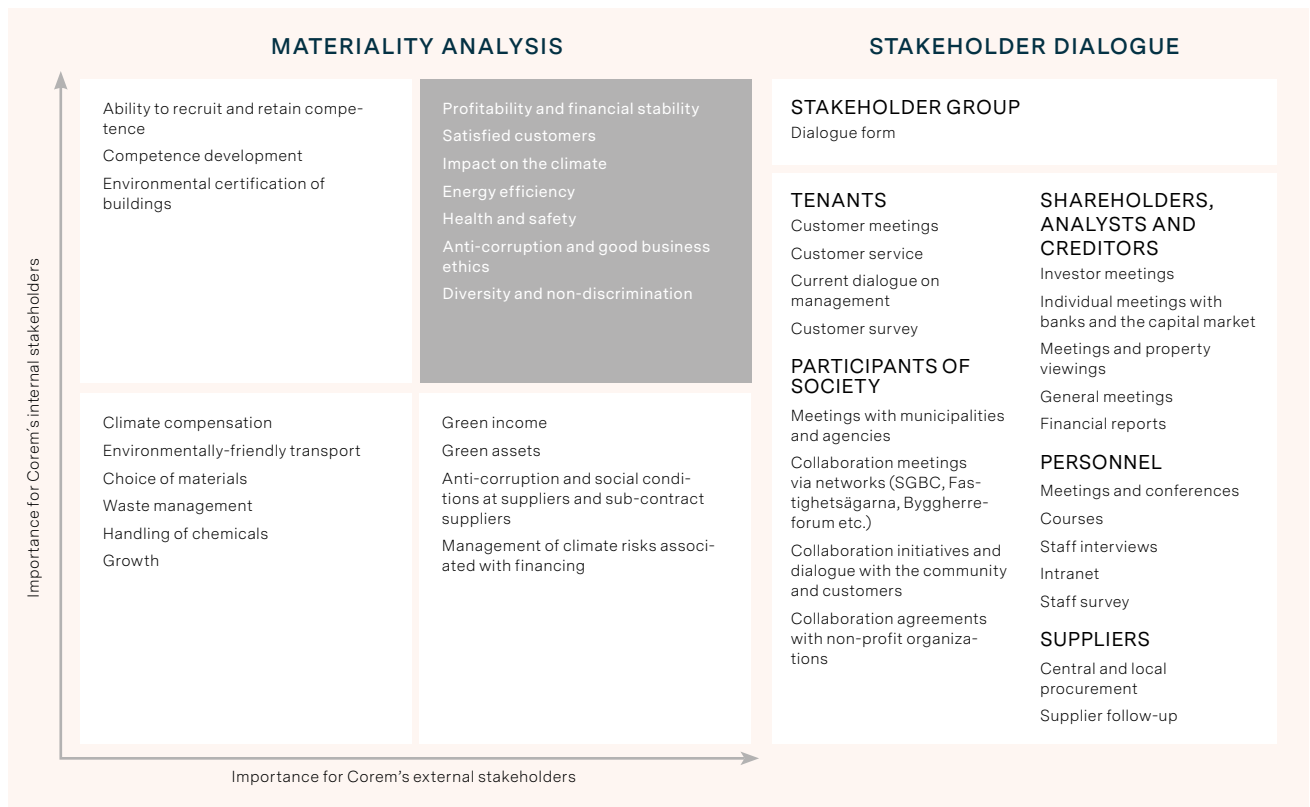 MATERIALITY ANALYSIS
Importance for Corem´s internal stakeholders
Ability to recruit and retain compe-
tence
Competence development
Environmental certification of
buildings
Profitability and financial stability
Satisfied customers
Impact on the climate
Energy efficiency
Health and safety
Anti-corruption and good business
ethics
Diversity and non-discrimination
Climate compensation
Environmentally-friendly transport
Choice of materials
Waste management
Handling of chemicals
Growth
Green income
Green assets
Anti-corruption and social condi-
tions at suppliers and sub-contract
suppliers
Management of climate risks associ-
ated with financing
Importance for Corem's external stakeholders
STAKEHOLDER DIALOGUE
STAKEHOLDER GROUP
Dialogue form
TENANTS
Customer meetings
Customer service
Current dialogue on
management
Customer survey
PARTICIPANTS OF
SOCIETY
Meetings with municipalities
and agencies
Collaboration meetings
via networks (SGBC, Fas-
tighetsägarna, Byggherre-
forum etc.)
Collaboration initiatives and
dialogue with the community
and customers
Collaboration agreements
with non-profit organiza-
tions
SHAREHOLDERS,
ANALYSTS AND
CREDITORS
Investor meetings
Individual meetings with
banks and the capital market
Meetings and property
viewings
General meetings
Financial reports
PERSONNEL
Meetings and conferences
Courses
Staff interviews
Intranet
Staff survey
SUPPLIERS
Central and local
procurement
Supplier follow-up